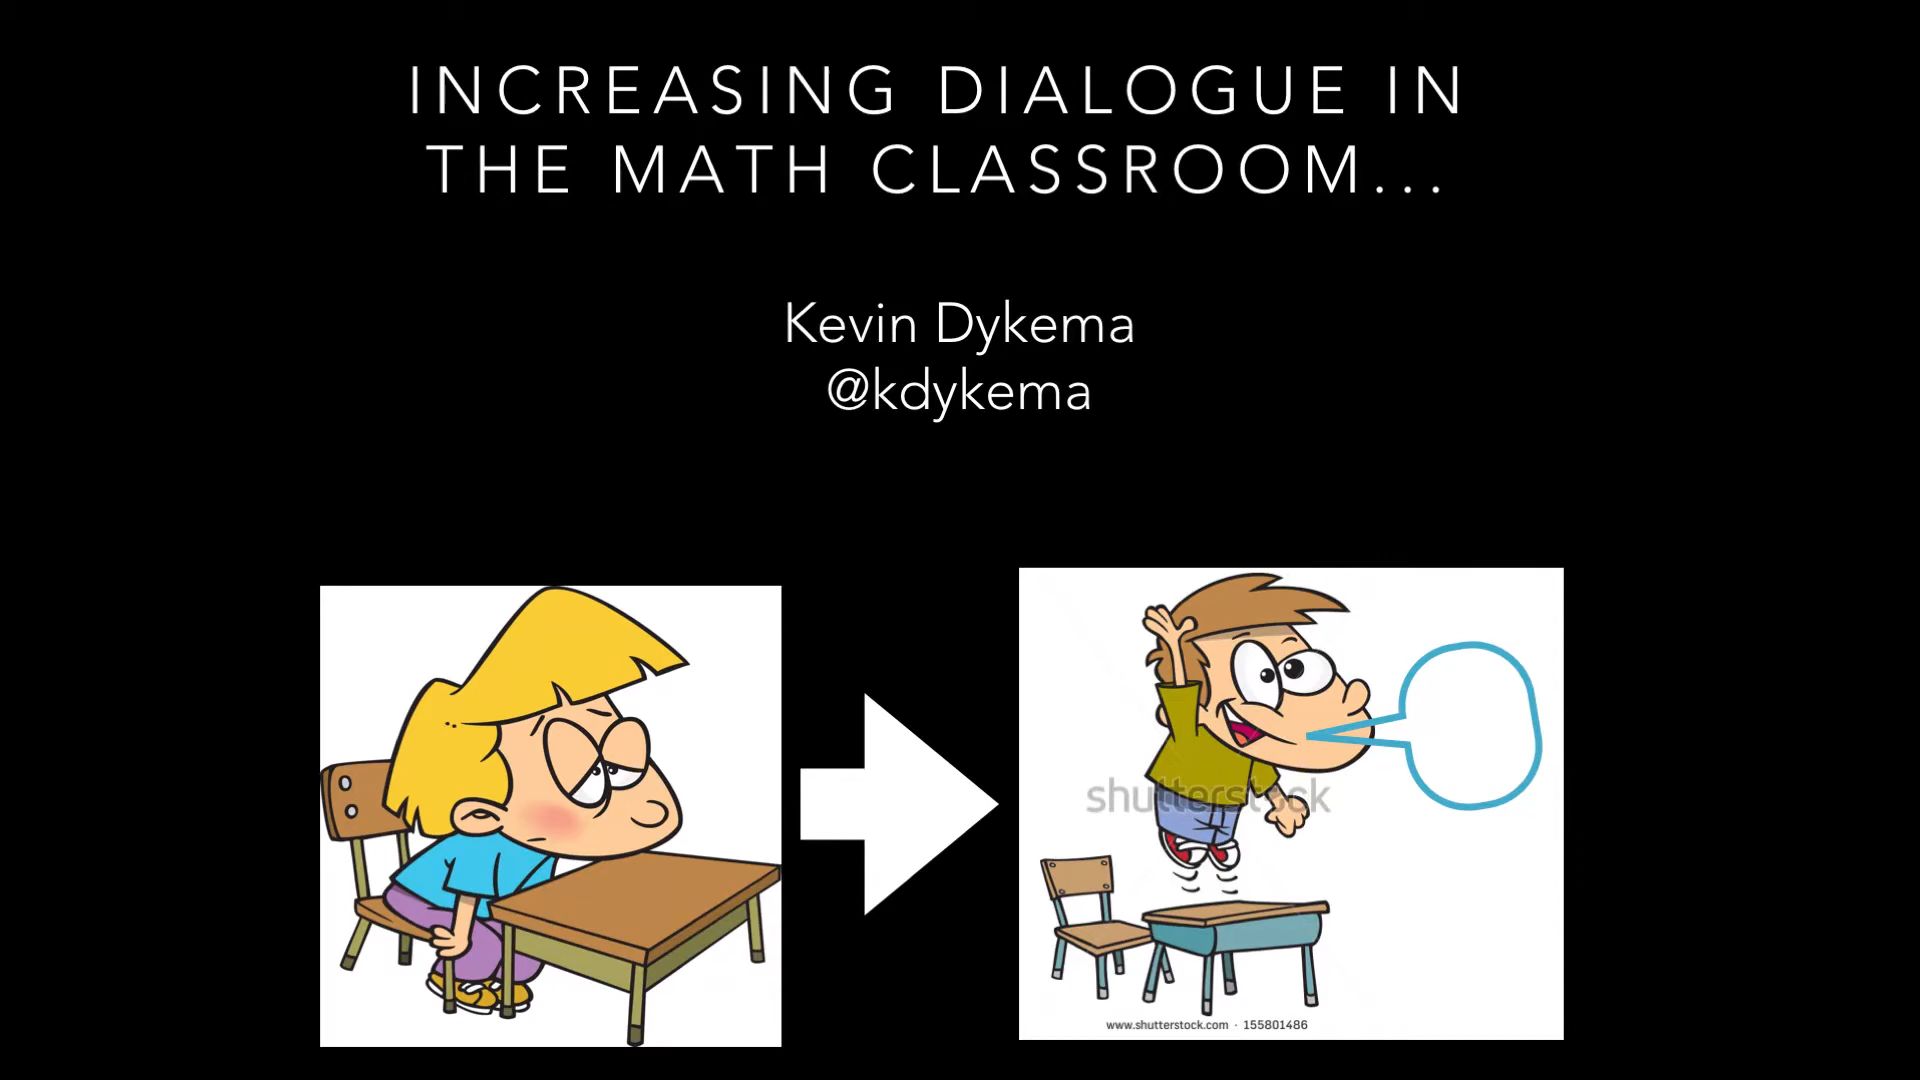 INCREASING DIALOGUE IN
THE MATH CLASSROOM...
Kevin Dykema
@kdykema
shutterstock
www.shutterstock.com · 155801486